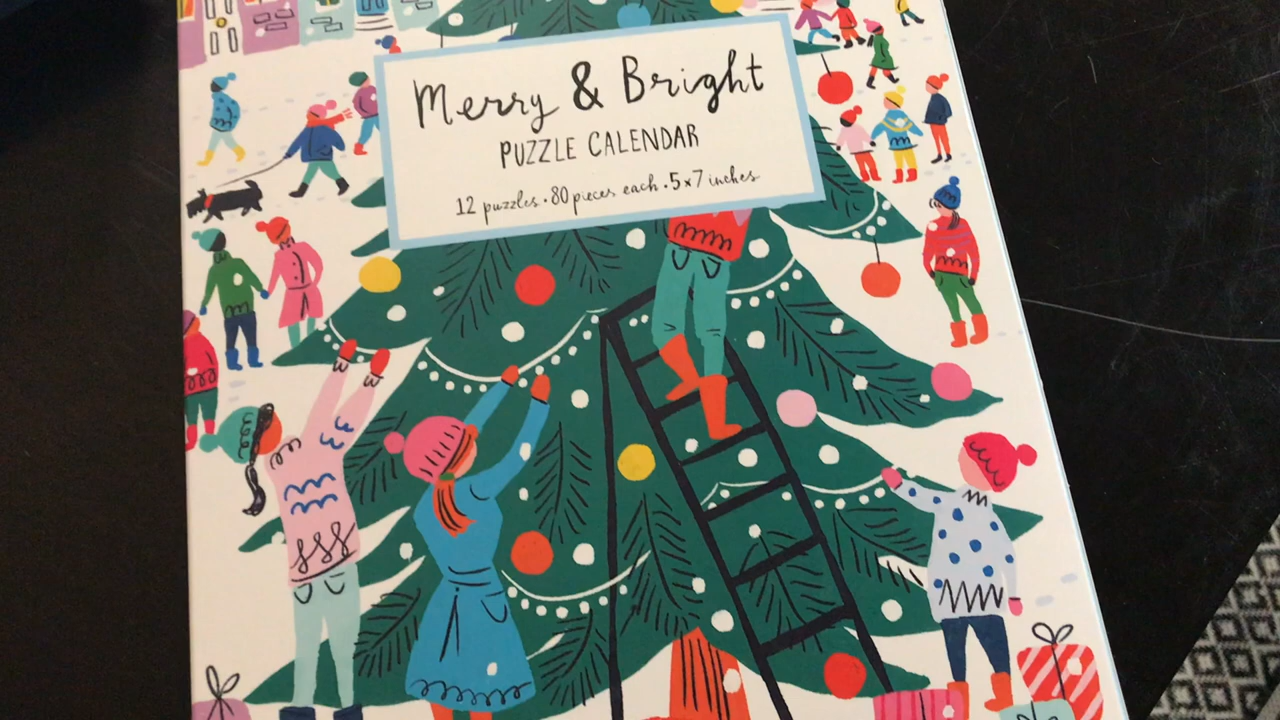 Merry & Bright
PUZZLE CALENDAR
12 puzzles · 80 pieces each · 5x7 inches